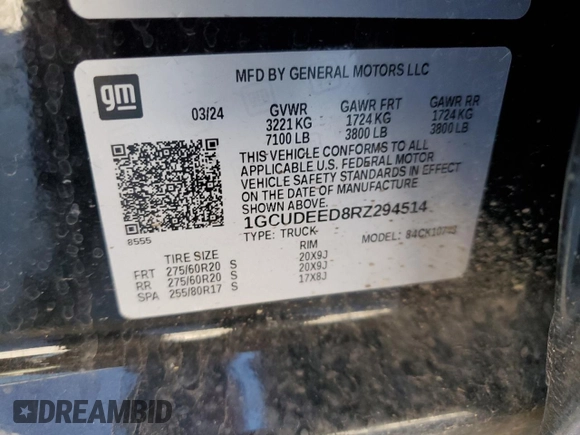 gm
MFD BY GENERAL MOTORS LLC
03/24
GVWR GAWR FRT GAWR RR
3221 KG 1724 KG 1724 KG
7100 LB 3800 LB 3800 LB
THIS VEHICLE CONFORMS TO ALL
APPLICABLE U.S. FEDERAL MOTOR
VEHICLE SAFETY STANDARDS IN EFFECT
ON THE DATE OF MANUFACTURE
SHOWN ABOVE.
1GCUDEED8RZ294514
8555
TYPE: TRUCK MODEL:
TIRE SIZE RIM
FRT 275/60R20 S 20X9J
RR 275/60R20 S 20X9J
SPA 255/80R17 S 17X8J
DREAMBID